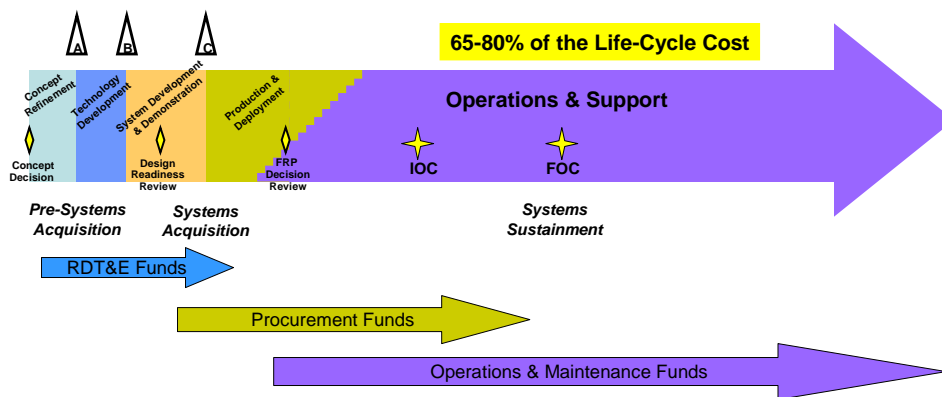 A
B
C
65-80% of the Life-Cycle Cost
Concept
Refinement
Technology
Development
System Development
& Demonstration
Production &
Deployment
Operations & Support
Concept
Decision
Design
Readiness
Review
FRP
Decision
Review
IOC
FOC
Pre-Systems
Acquisition
Systems
Acquisition
Systems
Sustainment
RDT&E Funds
Procurement Funds
Operations & Maintenance Funds